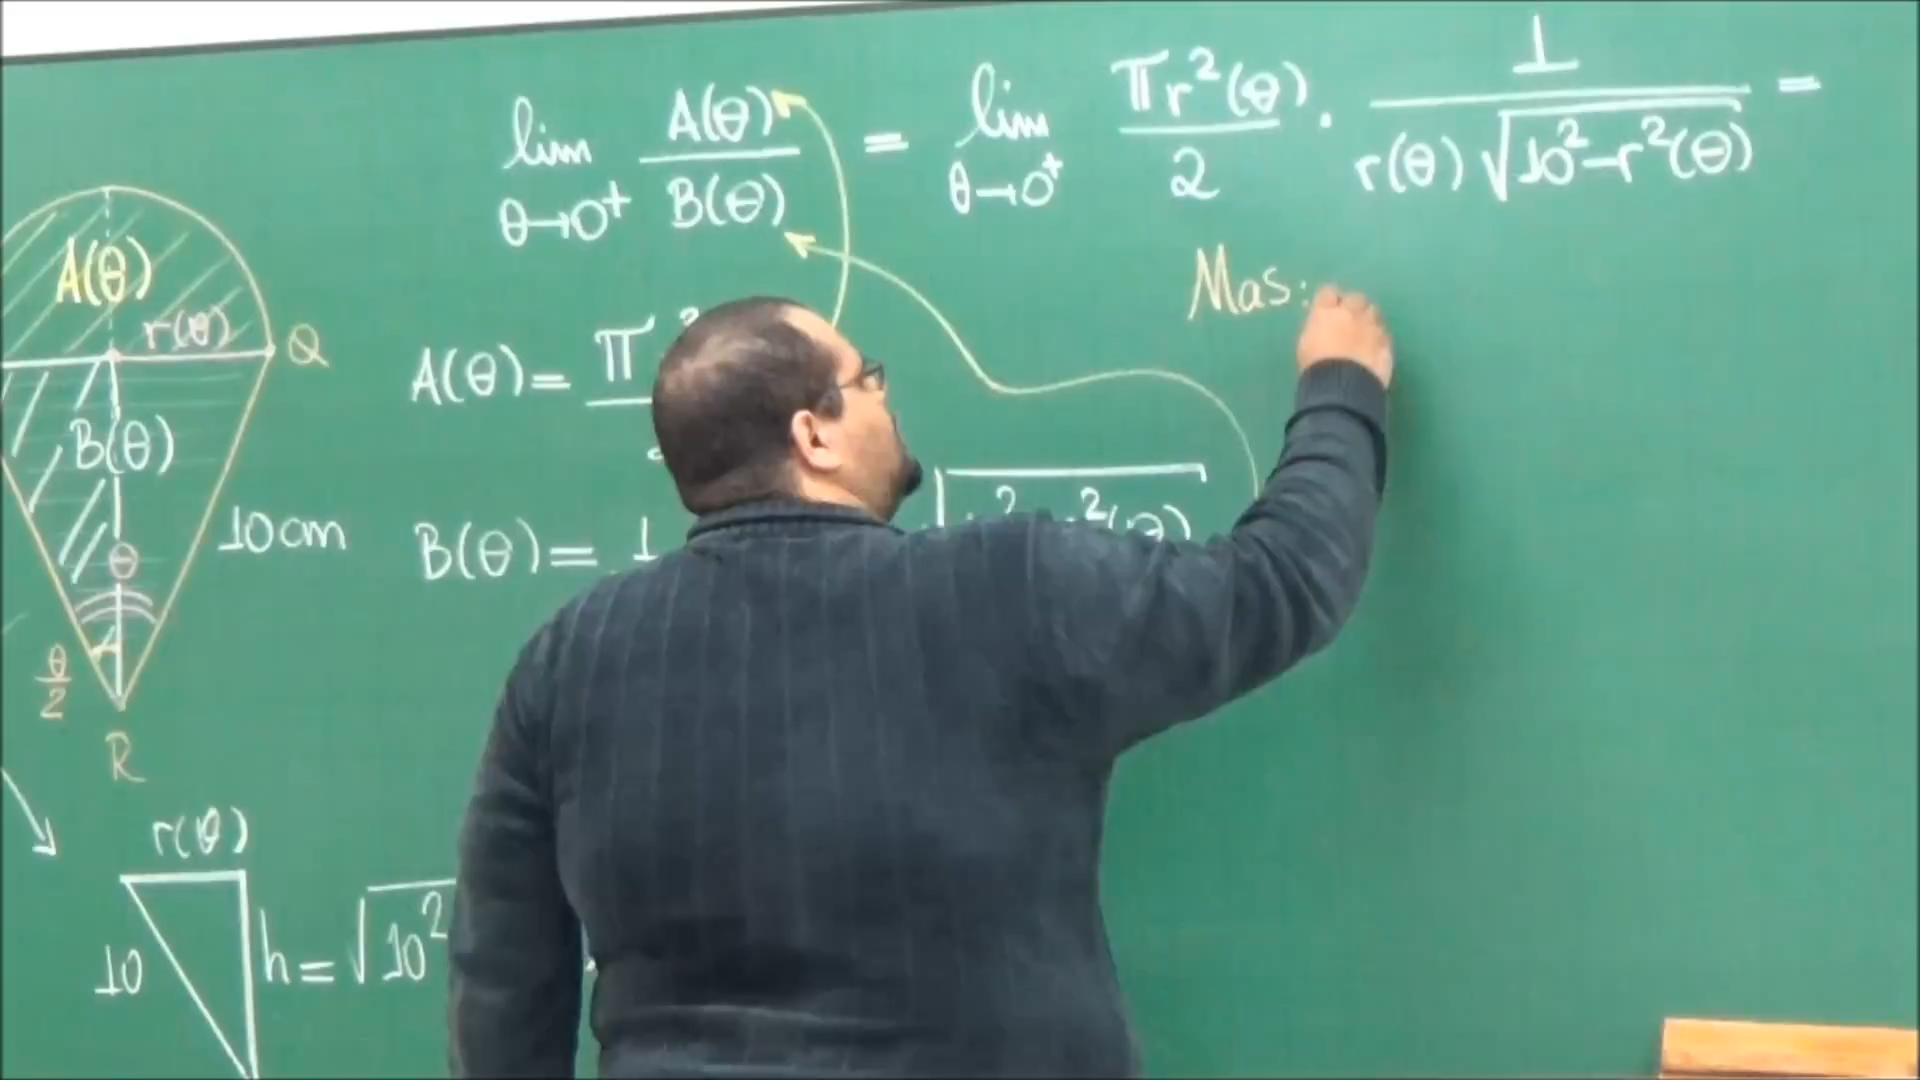 lim θ→0⁺ A(θ)/B(θ) = lim θ→0⁺ πr²(θ)/2 · 1/(r(θ)√(10²−r²(θ))) =
Mas:
A(θ)
r(θ) Q
B(θ)
10cm
θ
θ/2
R
A(θ)= π
B(θ)= 1
r(θ)
10
h=√10²